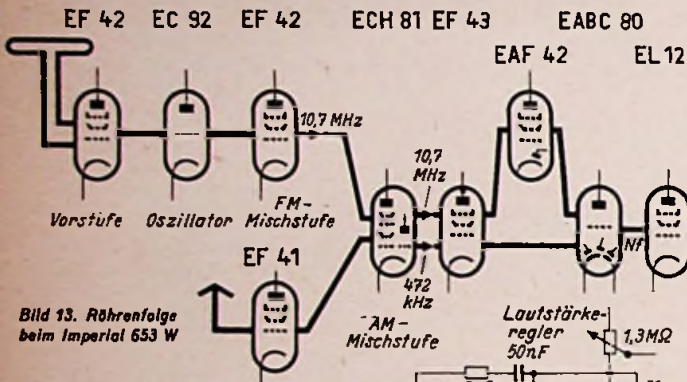 EF 42 EC 92 EF 42 ECH 81 EF 43 EABC 80
EAF 42 EL 12
10,7 MHz
10,7
MHz
Vorstufe Oszillator FM-
Mischstufe
EF 41
Nf
472
kHz
AM-
Mischstufe
Bild 13. Röhrenfolge
beim Imperial 653 W
Lautstärke-
regler
50nF
1,3MΩ